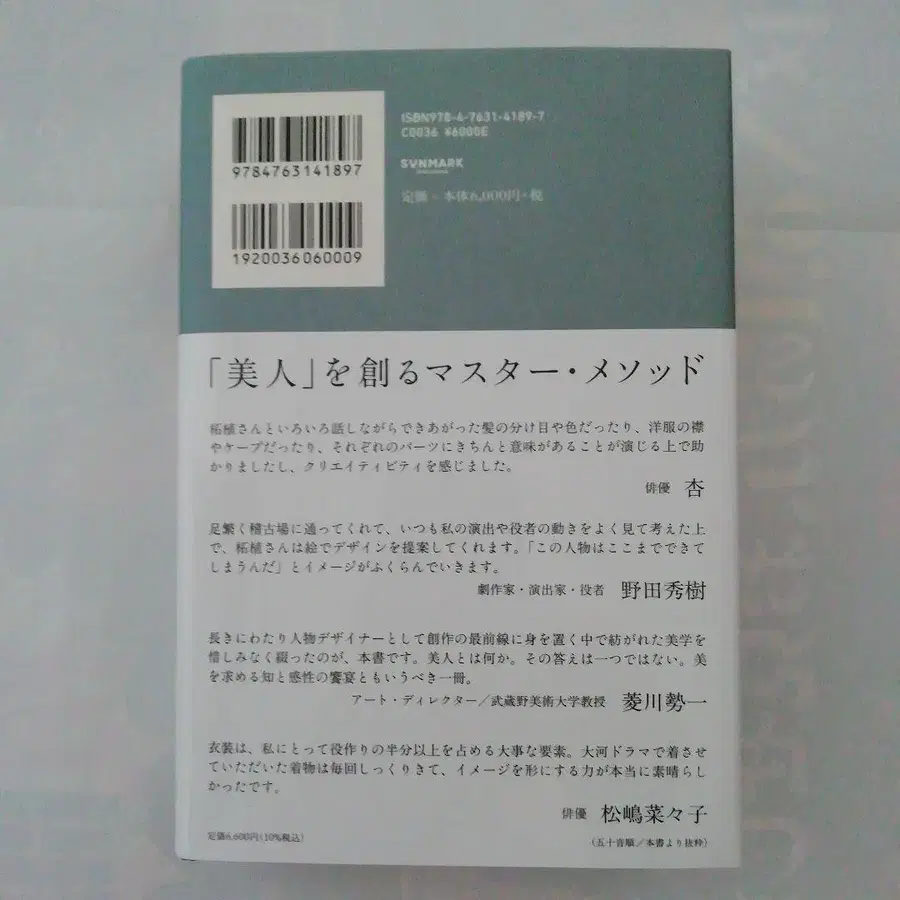 ISBN978-4-7631-4189-7
C0036 ¥6000E
9784763141897
SUNMARK
定価 = 本体6,000円+税
1920036060009
「美人」を創るマスター・メソッド
柘植さんといろいろ話しながらできあがった髪の分け目や色だったり、洋服の襟
やケープだったり、それぞれのパーツにきちんと意味があることが演じる上で助
かりましたし、クリエイティビティを感じました。
俳優 杏
足繁く稽古場に通ってくれて、いつも私の演出や役者の動きをよく見て考えた上
で、柘植さんは絵でデザインを提案してくれます。「この人物はここまでできて
しまうんだ」とイメージがふくらんでいきます。
劇作家・演出家・役者 野田秀樹
長きにわたり人物デザイナーとして創作の最前線に身を置く中で紡がれた美学を
惜しみなく綴ったのが、本書です。美人とは何か。その答えは一つではない。美
を求める知と感性の饗宴ともいうべき一冊。
アート・ディレクター／武蔵野美術大学教授 菱川勢一
衣装は、私にとって役作りの半分以上を占める大事な要素。大河ドラマで着させ
ていただいた着物は毎回しっくりきて、イメージを形にする力が本当に素晴らし
かったです。
俳優 松嶋菜々子
定価6,600円（10%税込）
（五十音順／本書より抜粋）